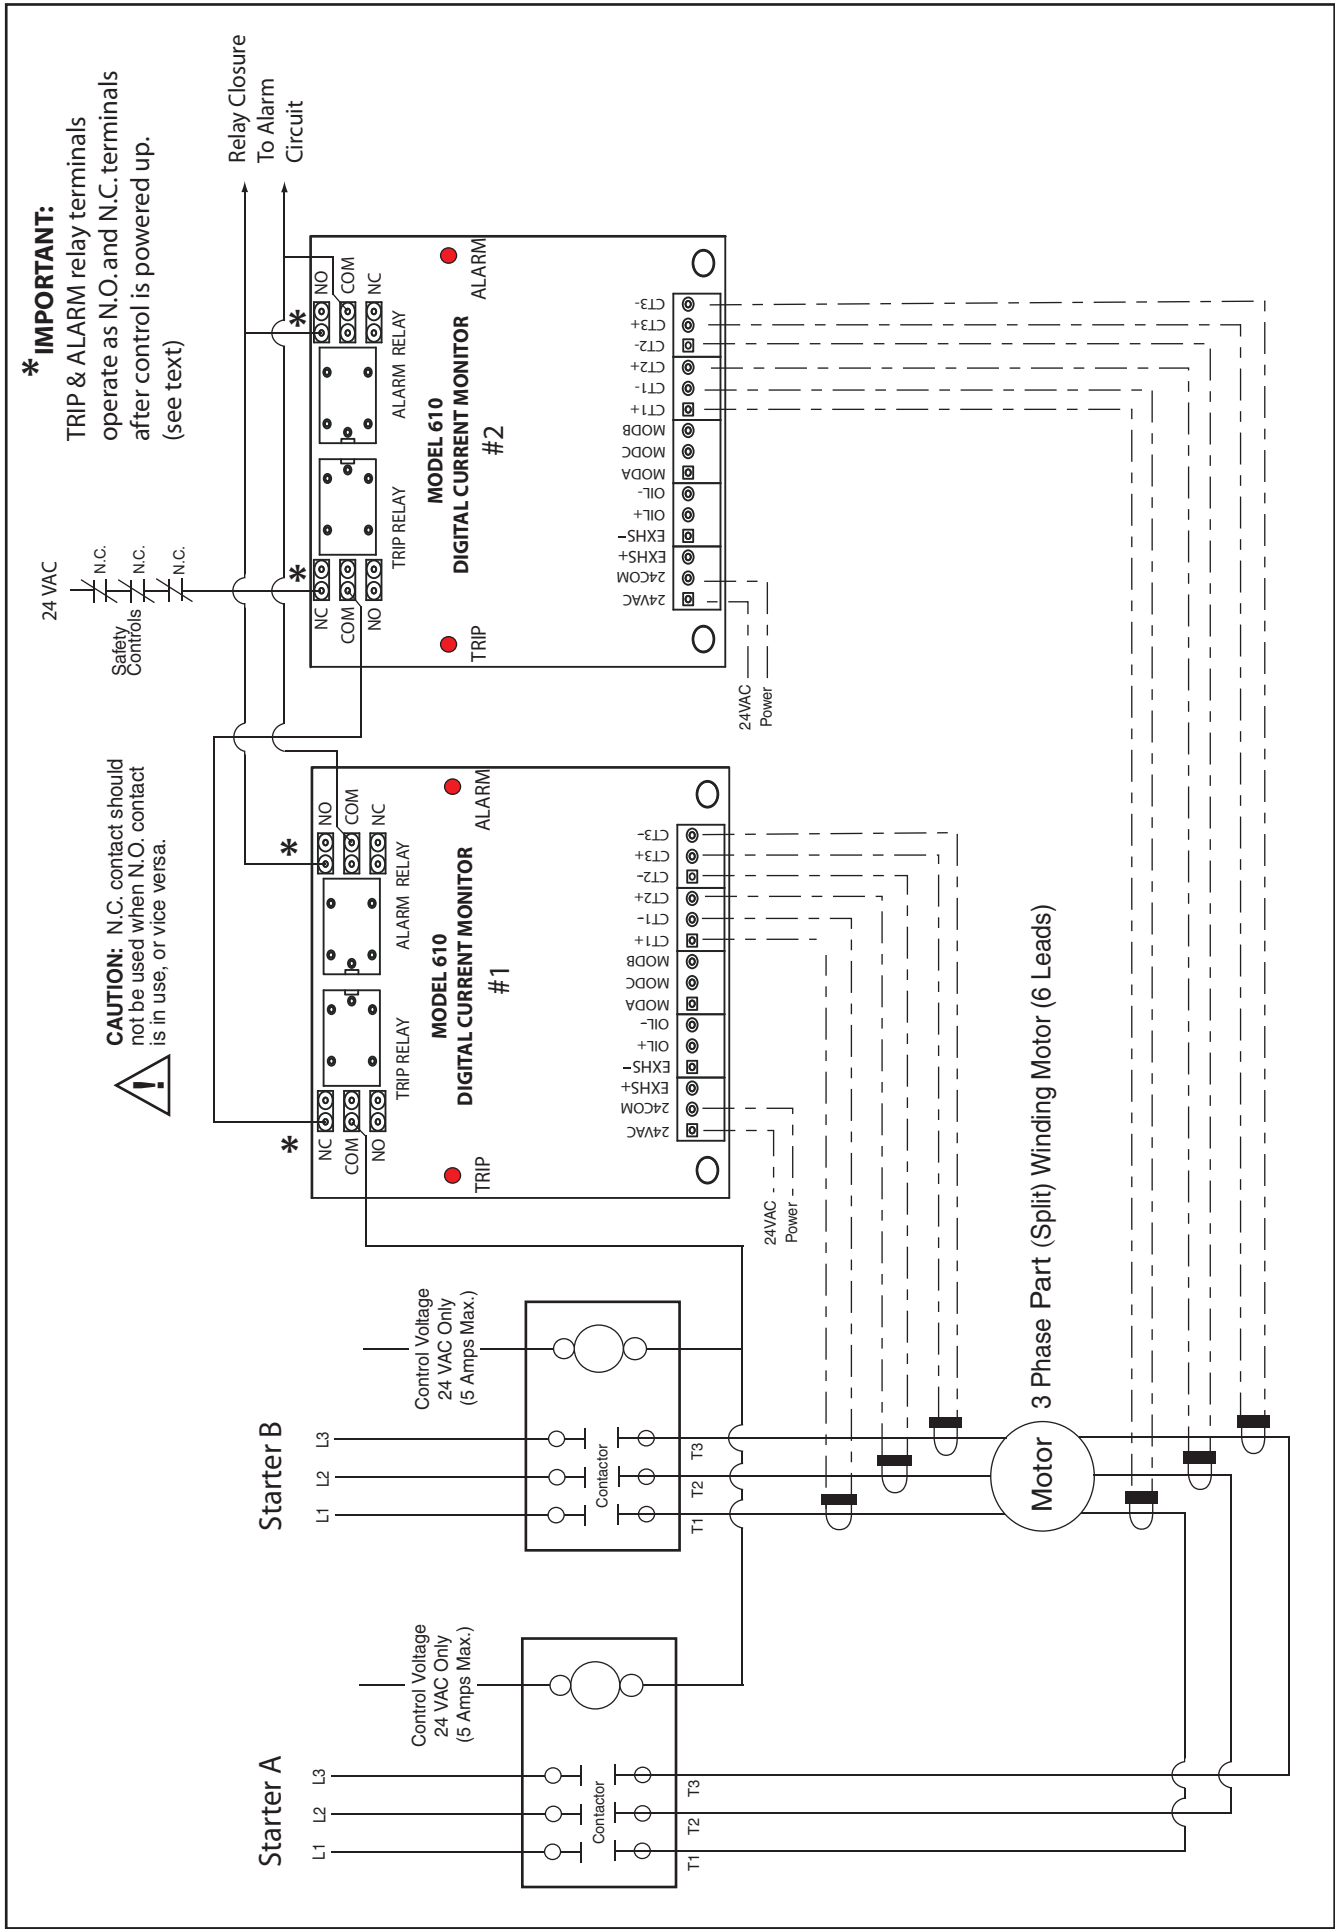 *IMPORTANT:
TRIP & ALARM relay terminals
operate as N.O. and N.C. terminals
after control is powered up.
(see text)
Relay Closure
To Alarm
Circuit
24 VAC
N.C.
N.C.
N.C.
Safety
Controls
CAUTION: N.C. contact should
not be used when N.O. contact
is in use, or vice versa.
!
*
NC
COM
NO
TRIP RELAY
*
NO
COM
NC
ALARM RELAY
TRIP
MODEL 610
DIGITAL CURRENT MONITOR
#2
ALARM
24VAC
24COM
EXHS+
EXHS-
OIL+
OIL-
MODA
MODC
MODB
CT1+
CT1-
CT2+
CT2-
CT3+
CT3-
24VAC
Power
*
NC
COM
NO
TRIP RELAY
*
NO
COM
NC
ALARM RELAY
TRIP
MODEL 610
DIGITAL CURRENT MONITOR
#1
ALARM
24VAC
24COM
EXHS+
EXHS-
OIL+
OIL-
MODA
MODC
MODB
CT1+
CT1-
CT2+
CT2-
CT3+
CT3-
24VAC
Power
Starter A
L1
L2
L3
Control Voltage
24 VAC Only
(5 Amps Max.)
Contactor
T1
T2
T3
Starter B
L1
L2
L3
Control Voltage
24 VAC Only
(5 Amps Max.)
Contactor
T1
T2
T3
Motor
3 Phase Part (Split) Winding Motor (6 Leads)